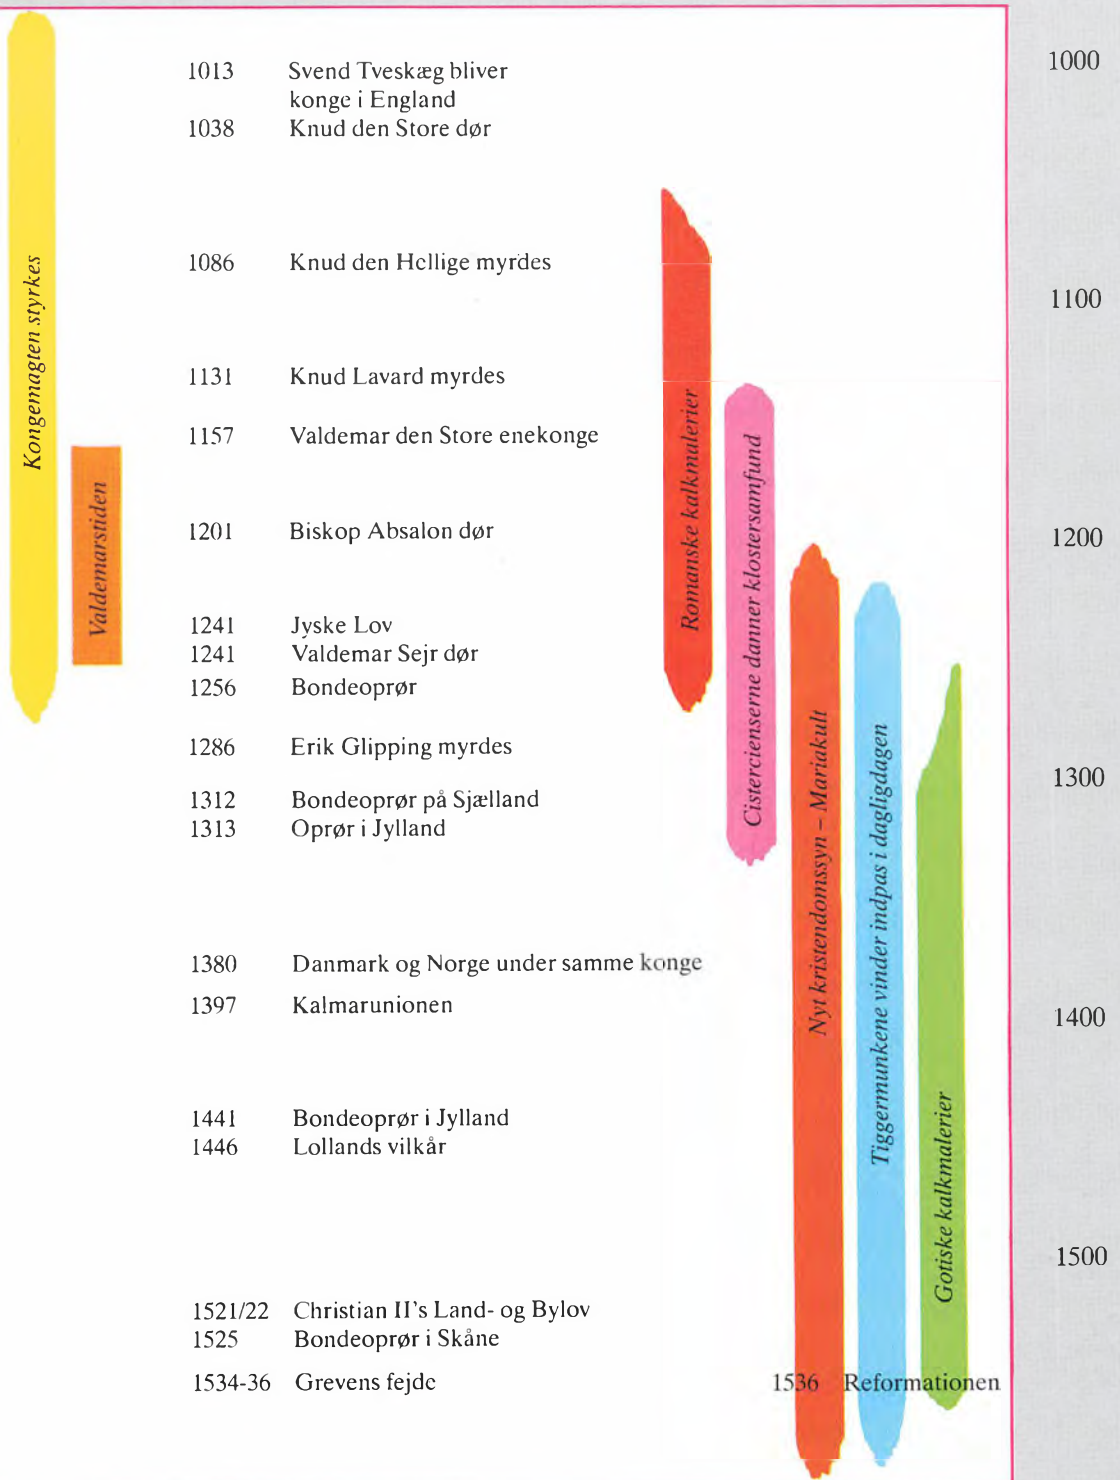 1013 Svend Tveskæg bliver
konge i England
1038 Knud den Store dør
1086 Knud den Hellige myrdes
1131 Knud Lavard myrdes
1157 Valdemar den Store enekonge
1201 Biskop Absalon dør
1241 Jyske Lov
1241 Valdemar Sejr dør
1256 Bondeoprør
1286 Erik Glipping myrdes
1312 Bondeoprør på Sjælland
1313 Oprør i Jylland
1380 Danmark og Norge under samme konge
1397 Kalmarunionen
1441 Bondeoprør i Jylland
1446 Lollands vilkår
1521/22 Christian II's Land- og Bylov
1525 Bondeoprør i Skåne
1534-36 Grevens fejde
1536 Reformationen
Kongemagten styrkes
Valdemarstiden
Romanske kalkmalerier
Cistercienserne danner klostersamfund
Nyt kristendomssyn – Mariakult
Tiggermunkene vinder indpas i dagligdagen
Gotiske kalkmalerier
1000
1100
1200
1300
1400
1500